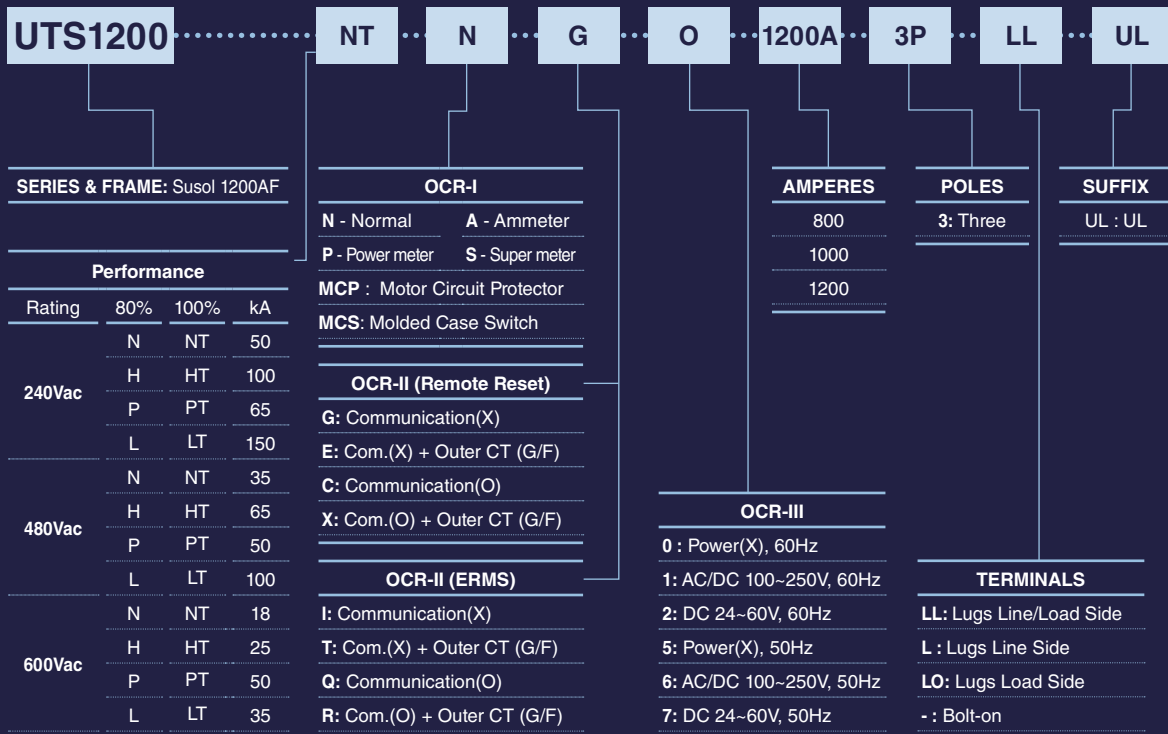 UTS1200 NT N G O 1200A 3P LL UL
SERIES & FRAME: Susol 1200AF
Performance
Rating 80% 100% kA
240Vac
N NT 50
H HT 100
P PT 65
L LT 150
480Vac
N NT 35
H HT 65
P PT 50
L LT 100
600Vac
N NT 18
H HT 25
P PT 50
L LT 35
OCR-I
N - Normal A - Ammeter
P - Power meter S - Super meter
MCP : Motor Circuit Protector
MCS: Molded Case Switch
OCR-II (Remote Reset)
G: Communication(X)
E: Com.(X) + Outer CT (G/F)
C: Communication(O)
X: Com.(O) + Outer CT (G/F)
OCR-II (ERMS)
I: Communication(X)
T: Com.(X) + Outer CT (G/F)
Q: Communication(O)
R: Com.(O) + Outer CT (G/F)
OCR-III
0 : Power(X), 60Hz
1: AC/DC 100~250V, 60Hz
2: DC 24~60V, 60Hz
5: Power(X), 50Hz
6: AC/DC 100~250V, 50Hz
7: DC 24~60V, 50Hz
AMPERES
800
1000
1200
POLES
3: Three
TERMINALS
LL: Lugs Line/Load Side
L : Lugs Line Side
LO: Lugs Load Side
- : Bolt-on
SUFFIX
UL : UL